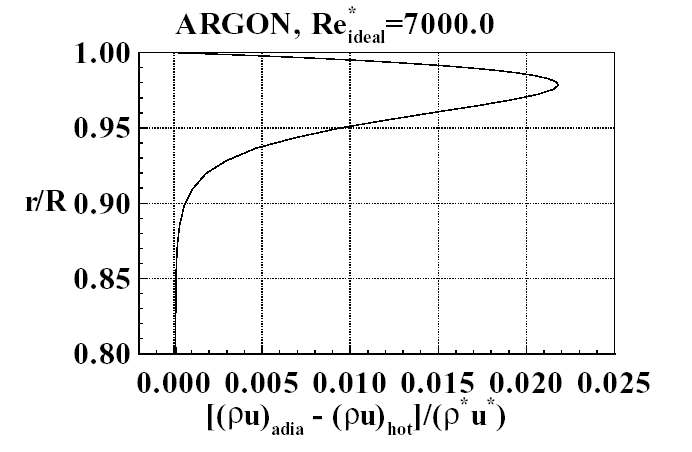 ARGON, Re*ideal=7000.0
1.00
0.95
r/R 0.90
0.85
0.80
0.000 0.005 0.010 0.015 0.020 0.025
[(ρu)adia - (ρu)hot]/(ρ*u*)